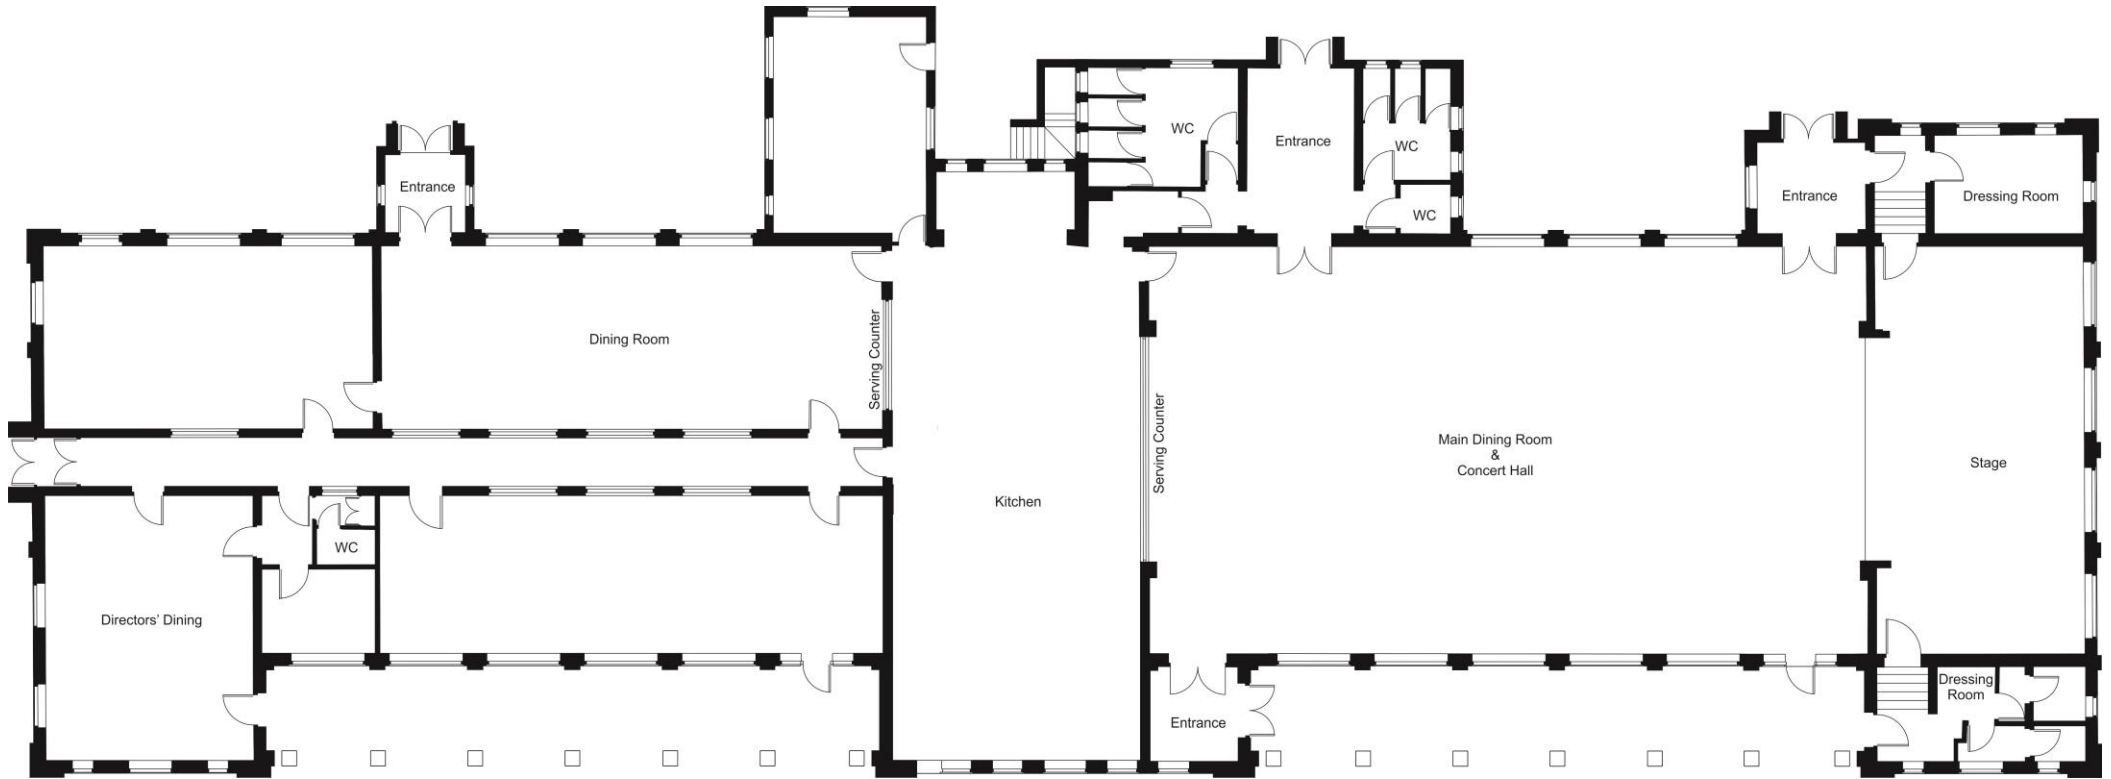 WC
Entrance
WC
Entrance
WC
Entrance
Dressing Room
Dining Room
Serving Counter
Serving Counter
Main Dining Room
&
Concert Hall
Stage
Kitchen
WC
Directors' Dining
Entrance
Dressing
Room